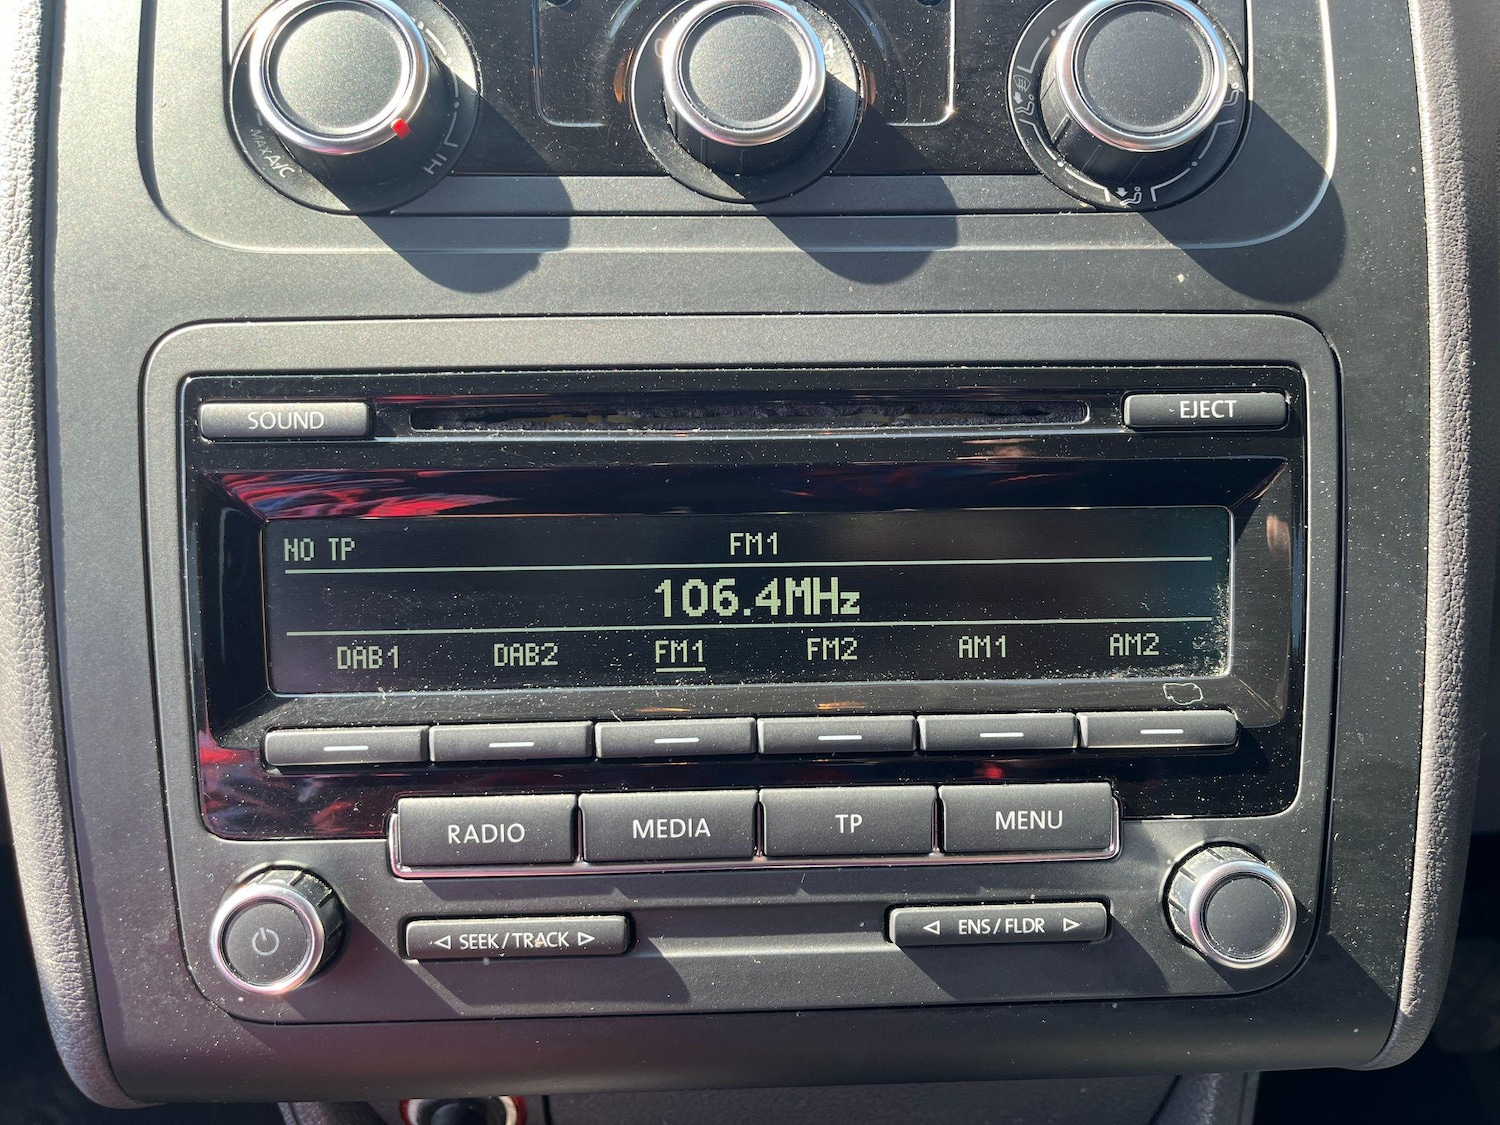 MAX A/C
HI
4
SOUND
EJECT
NO TP
FM1
106.4MHz
DAB1 DAB2 FM1 FM2 AM1 AM2
RADIO MEDIA TP MENU
SEEK / TRACK
ENS / FLDR